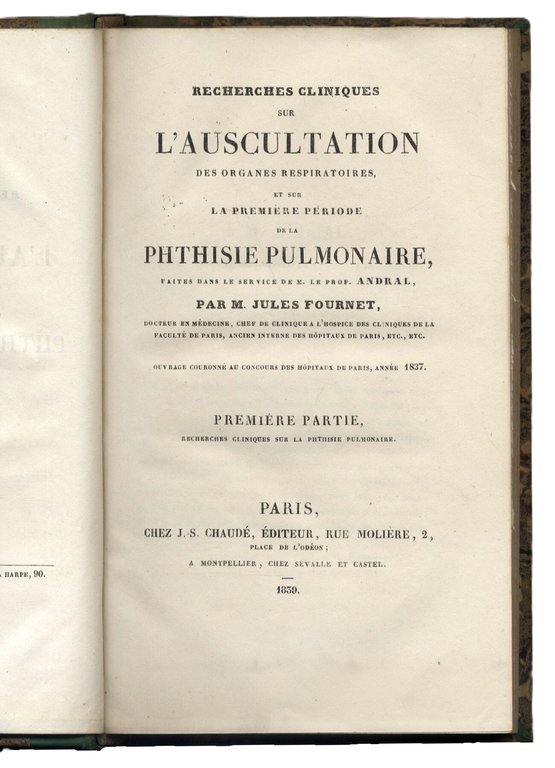 RECHERCHES CLINIQUES
SUR
L'AUSCULTATION
DES ORGANES RESPIRATOIRES,
ET SUR
LA PREMIÈRE PÉRIODE
DE LA
PHTHISIE PULMONAIRE,
FAITES DANS LE SERVICE DE M. LE PROF. ANDRAL,
PAR M. JULES FOURNET,
DOCTEUR EN MÉDECINE, CHEF DE CLINIQUE A L'HOSPICE DES CLINIQUES DE LA
FACULTÉ DE PARIS, ANCIEN INTERNE DES HÔPITAUX DE PARIS, ETC., ETC.
OUVRAGE COURONNÉ AU CONCOURS DES HÔPITAUX DE PARIS, ANNÉE 1837.
PREMIÈRE PARTIE,
RECHERCHES CLINIQUES SUR LA PHTHISIE PULMONAIRE.
PARIS,
CHEZ J.-S. CHAUDÉ, ÉDITEUR, RUE MOLIÈRE, 2,
PLACE DE L'ODÉON;
A MONTPELLIER, CHEZ SEVALLE ET CASTEL.
1839.
HARPE, 90.